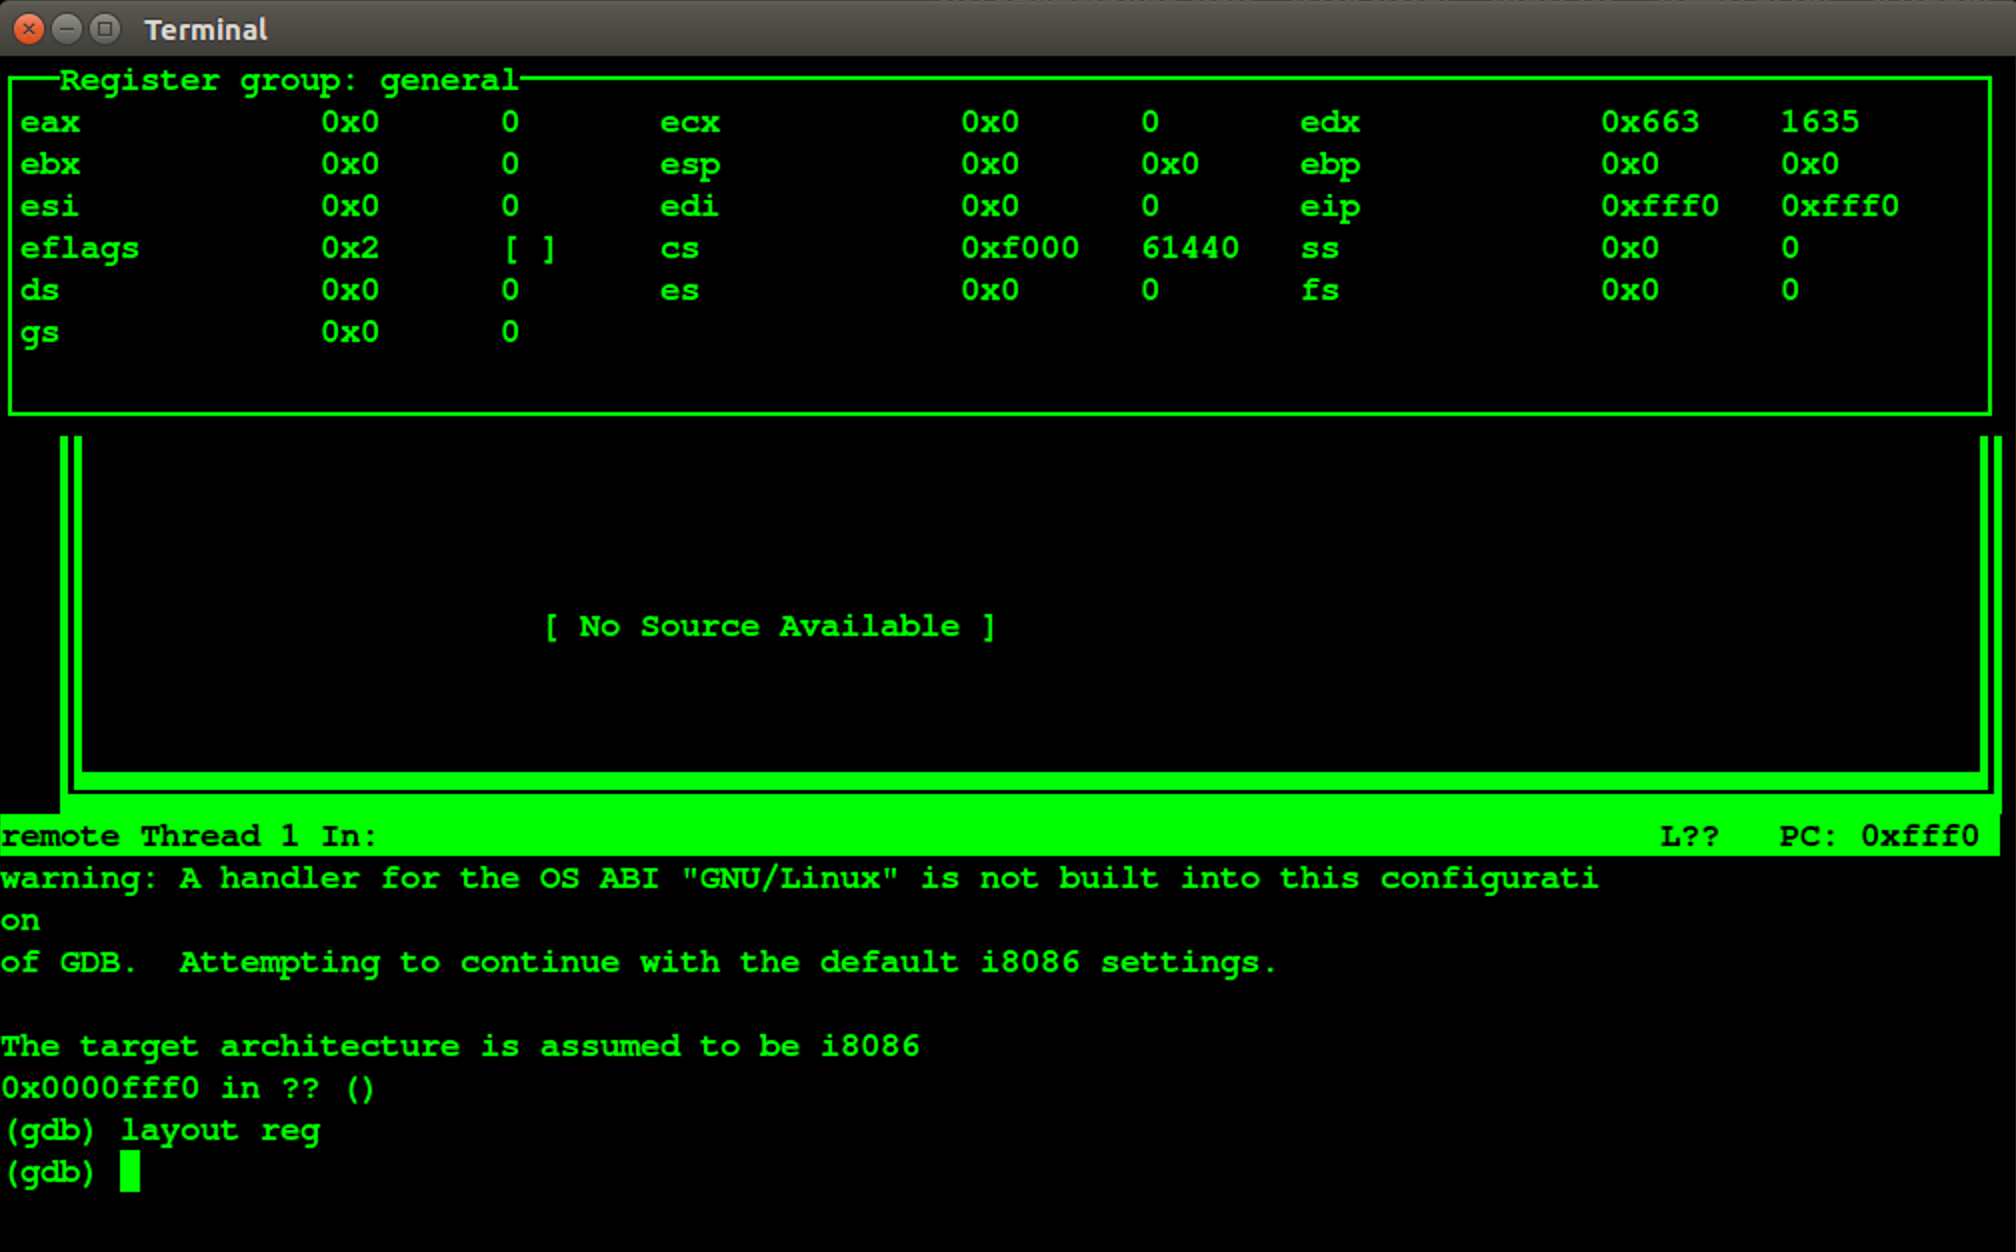 Terminal
Register group: general
eax 0x0 0 ecx 0x0 0 edx 0x663 1635
ebx 0x0 0 esp 0x0 0x0 ebp 0x0 0x0
esi 0x0 0 edi 0x0 0 eip 0xfff0 0xfff0
eflags 0x2 [ ] cs 0xf000 61440 ss 0x0 0
ds 0x0 0 es 0x0 0 fs 0x0 0
gs 0x0 0
[ No Source Available ]
remote Thread 1 In: L?? PC: 0xfff0
warning: A handler for the OS ABI "GNU/Linux" is not built into this configurati
on
of GDB.  Attempting to continue with the default i8086 settings.
The target architecture is assumed to be i8086
0x0000fff0 in ?? ()
(gdb) layout reg
(gdb)